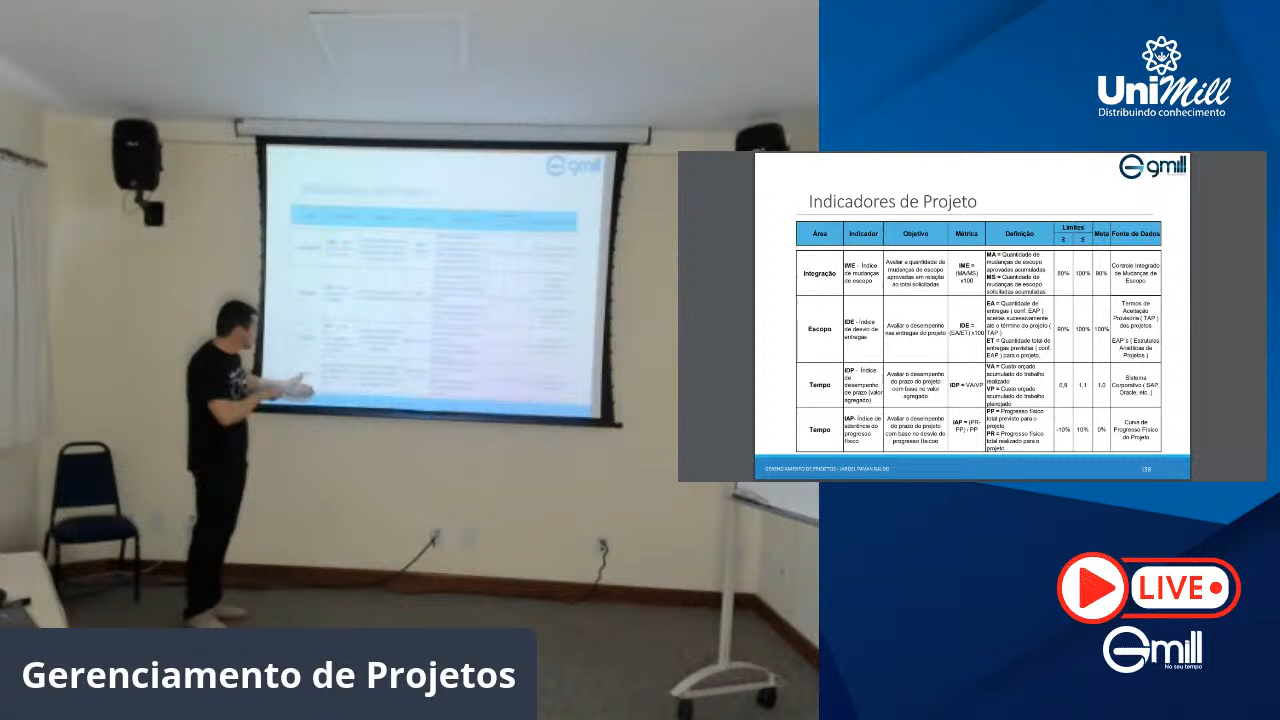 UniMill
Distribuindo conhecimento
gmill
gmill
Indicadores de Projeto
Área
Indicador
Objetivo
Métrica
Definição
Limites
≥
≤
Meta
Fonte de Dados
Integração
IME - Índice
de mudanças
de escopo
Avaliar a quantidade de
mudanças de escopo
aprovadas em relação
ao total solicitadas
IME =
(MA/MS)
x100
MA = Quantidade de
mudanças de escopo
aprovadas acumuladas
MS = Quantidade de
mudanças de escopo
solicitadas acumuladas
80%
100%
90%
Controle Integrado
de Mudanças de
Escopo
Escopo
IDE - Índice
de desvio de
entregas
Avaliar o desempenho
nas entregas do projeto
IDE =
(EA/ET) x100
EA = Quantidade de
entregas ( conf. EAP )
aceitas sucessivamente
até o término do projeto (
TAP )
ET = Quantidade total de
entregas previstas ( conf.
EAP ) para o projeto.
90%
100%
100%
Termos de
Aceitação
Provisória ( TAP )
dos projetos
EAP´s ( Estruturas
Analíticas de
Projetos )
Tempo
IDP - Índice
de
desempenho
de prazo (valor
agregado)
Avaliar o desempenho
do prazo do projeto
com base no valor
agregado
IDP = VA/VP
VA = Custo orçado
acumulado do trabalho
realizado
VP = Custo orçado
acumulado do trabalho
planejado
0,9
1,1
1,0
Sistema
Corporativo ( SAP,
Oracle, etc. )
Tempo
IAP- Índice de
aderência do
progresso
físico
Avaliar o desempenho
do prazo do projeto
com base no desvio do
progresso físicoo
IAP = (PR-
PP) / PP
PP = Progresso físico
total previsto para o
projeto
PR = Progresso físico
total realizado para o
projeto
-10%
10%
0%
Curva de
Progresso Físico
do Projeto
GERENCIAMENTO DE PROJETOS - JARDEL PAVAN BALDO
158
LIVE
Gmill
No seu tempo
Gerenciamento de Projetos